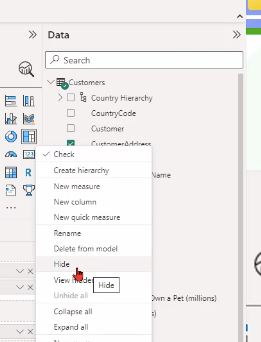 Data
Search
Customers
Country Hierarchy
CountryCode
Customer
CustomerAddress
Check
Create hierarchy
Name
New measure
New column
New quick measure
Rename
Delete from model
Hide
View
Hide
Unhide all
Own a Pet (millions)
Collapse all
Expand all